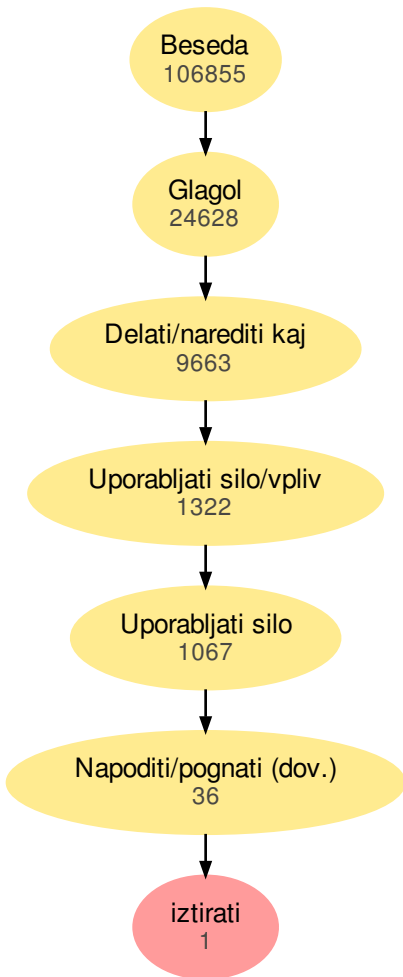 Beseda
106855
Glagol
24628
Delati/narediti kaj
9663
Uporabljati silo/vpliv
1322
Uporabljati silo
1067
Napoditi/pognati (dov.)
36
iztirati
1